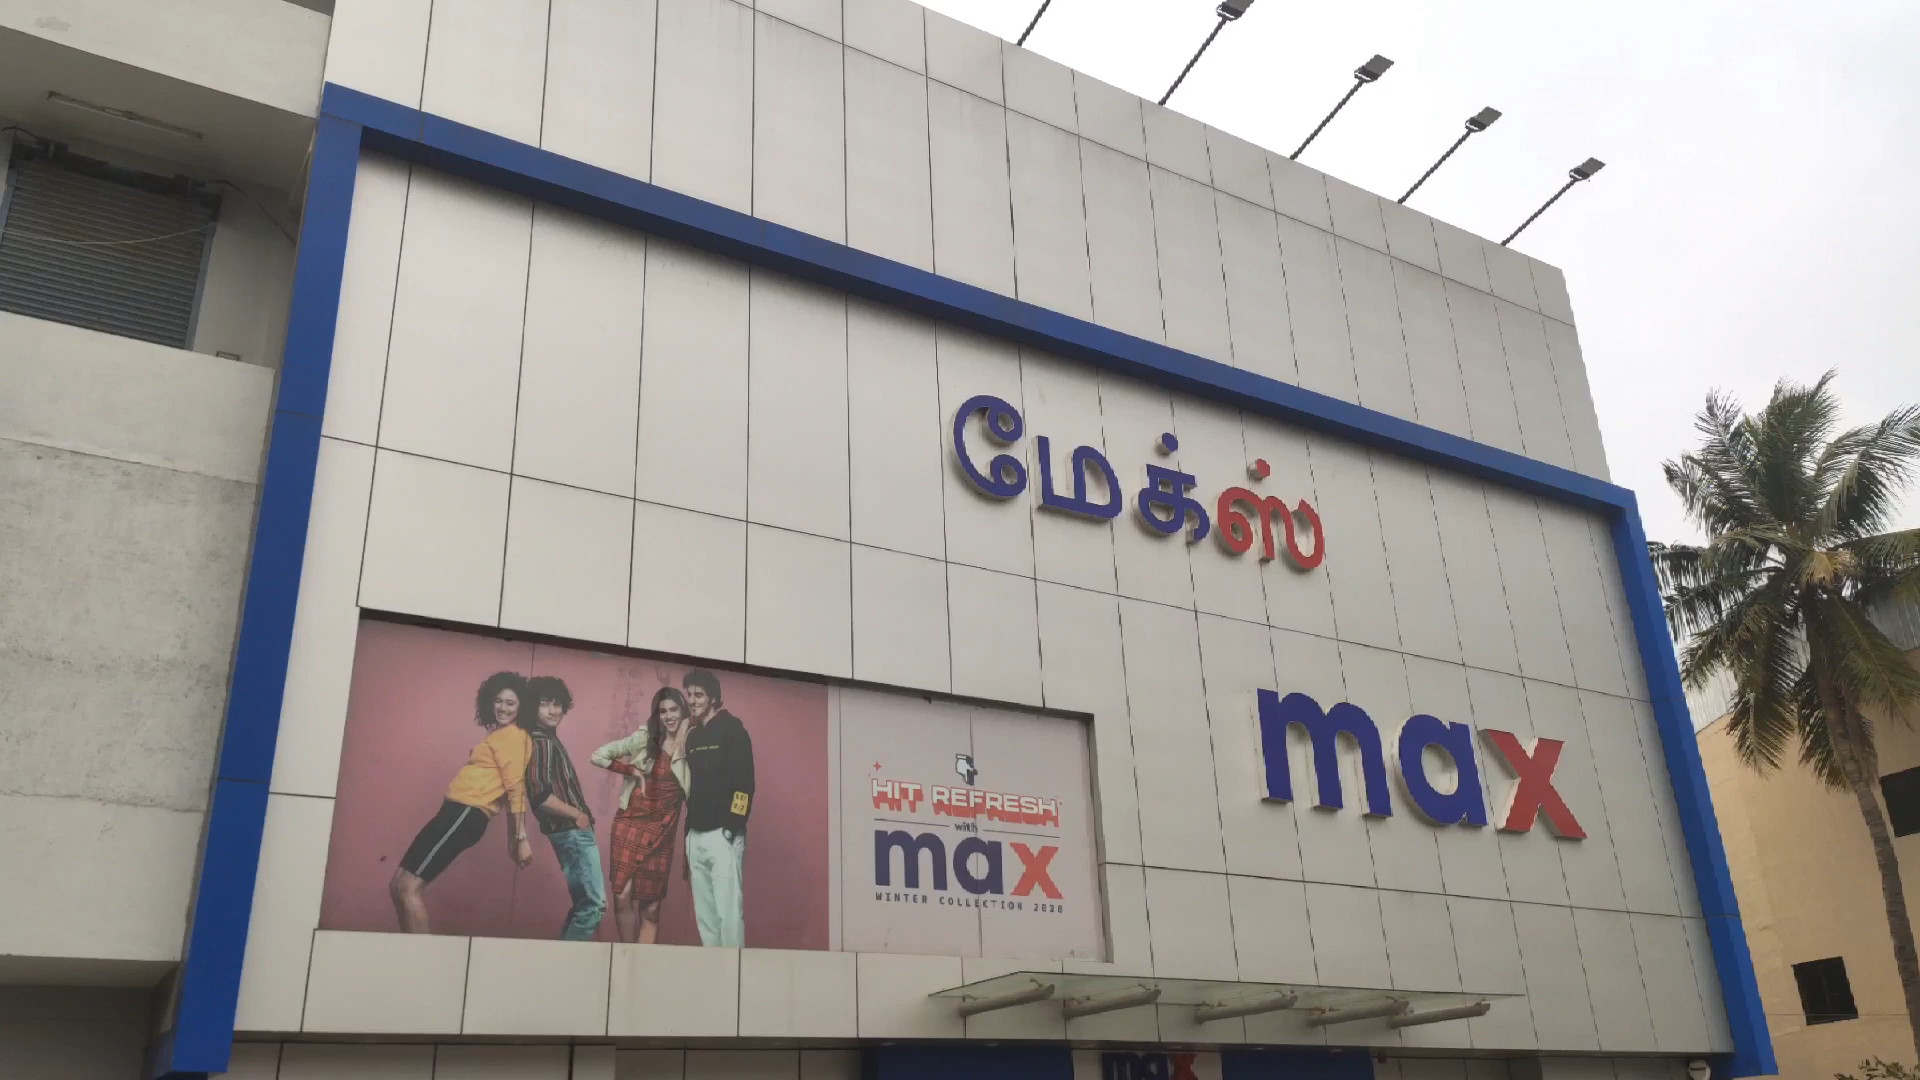 மேக்ஸ்
max
HIT REFRESH
with
max
WINTER COLLECTION 2020
max